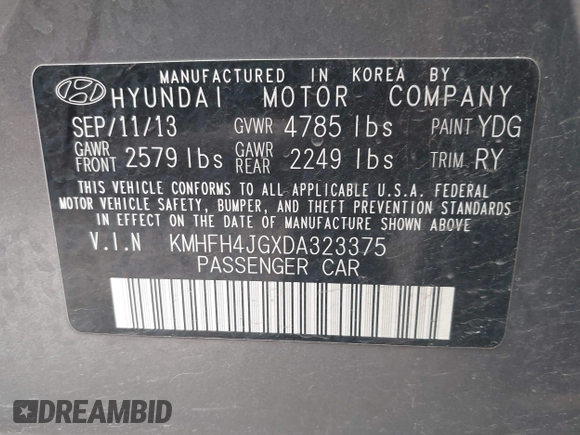 MANUFACTURED IN KOREA BY
HYUNDAI MOTOR COMPANY
SEP/11/13 GVWR 4785 lbs PAINT YDG
GAWR FRONT 2579 lbs GAWR REAR 2249 lbs TRIM RY
THIS VEHICLE CONFORMS TO ALL APPLICABLE U.S.A. FEDERAL
MOTOR VEHICLE SAFETY, BUMPER, AND THEFT PREVENTION STANDARDS
IN EFFECT ON THE DATE OF MANUFACTURE SHOWN ABOVE.
V.I.N KMHFH4JGXDA323375
PASSENGER CAR
DREAMBID